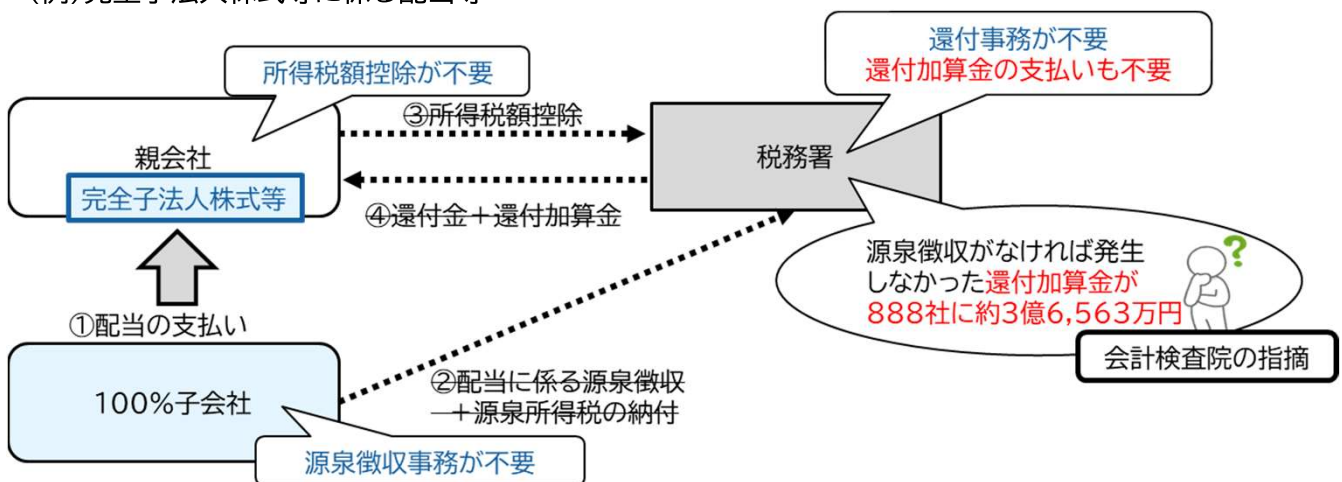 所得税額控除が不要
還付事務が不要
還付加算金の支払いも不要
③所得税額控除
親会社
完全子法人株式等
税務署
④還付金＋還付加算金
源泉徴収がなければ発生
しなかった還付加算金が
888社に約3億6,563万円
?
会計検査院の指摘
①配当の支払い
100%子会社
②配当に係る源泉徴収
＋源泉所得税の納付
源泉徴収事務が不要